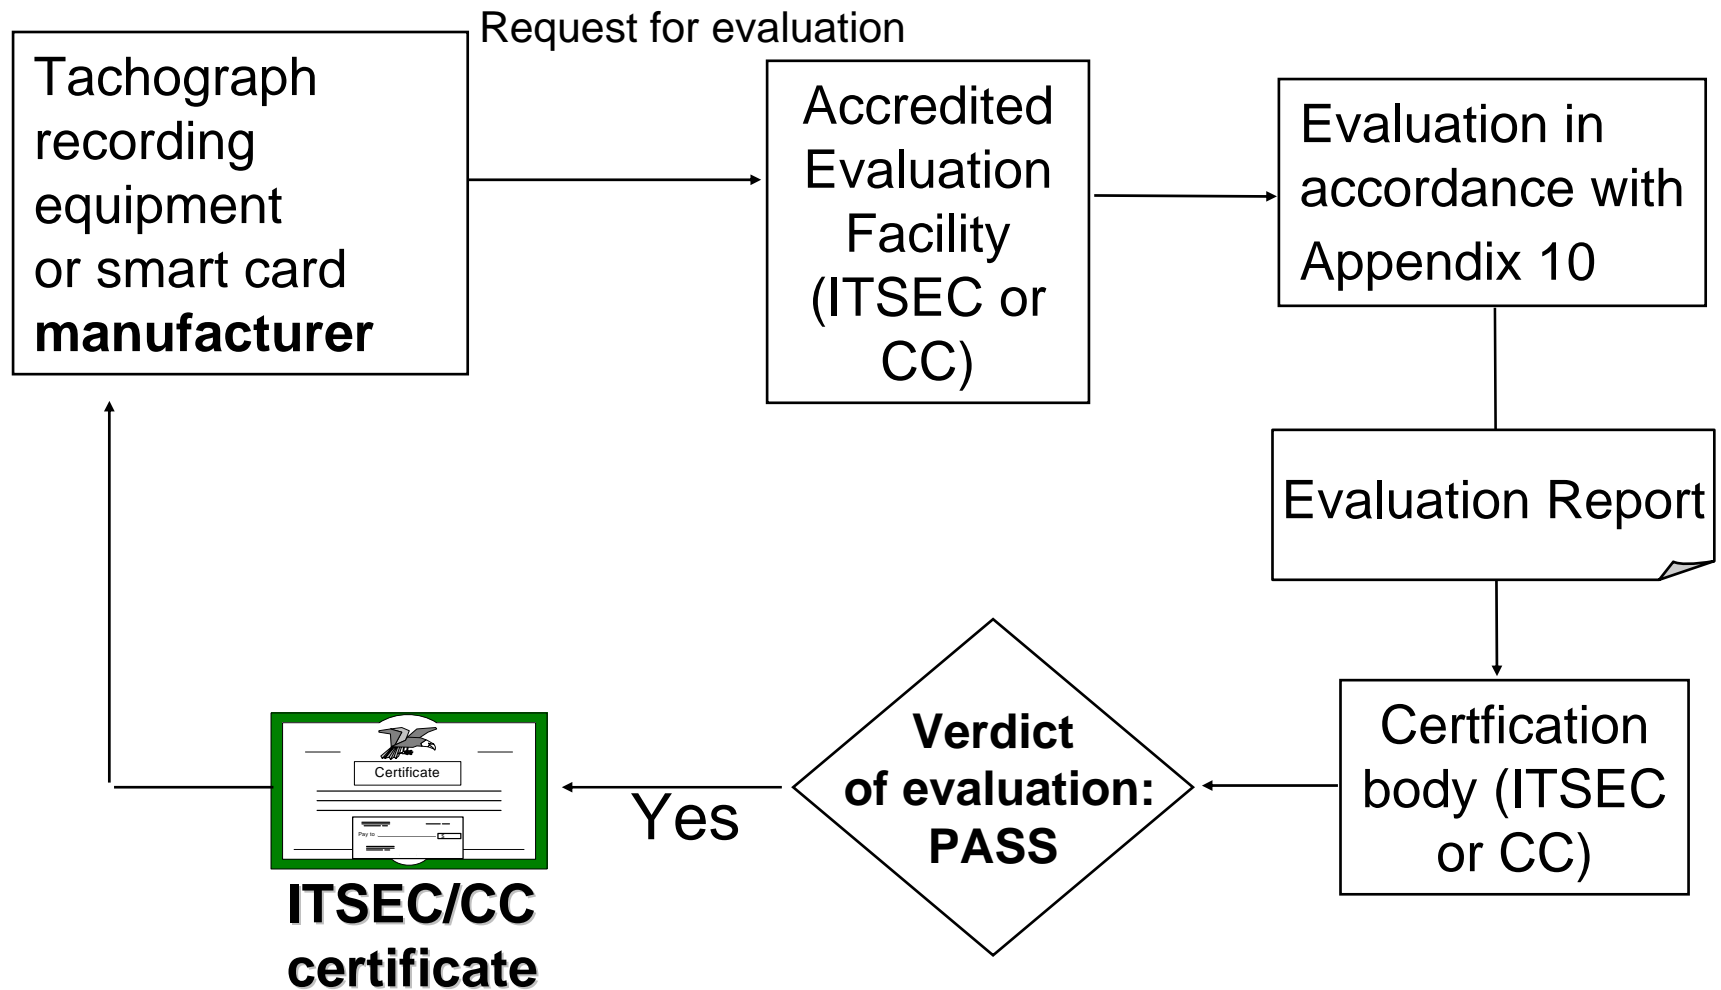 Request for evaluation
Tachograph
recording
equipment
or smart card
manufacturer
Accredited
Evaluation
Facility
(ITSEC or
CC)
Evaluation in
accordance with
Appendix 10
Evaluation Report
Certfication
body (ITSEC
or CC)
Verdict
of evaluation:
PASS
Yes
Certificate
Pay to
$
ITSEC/CC
certificate